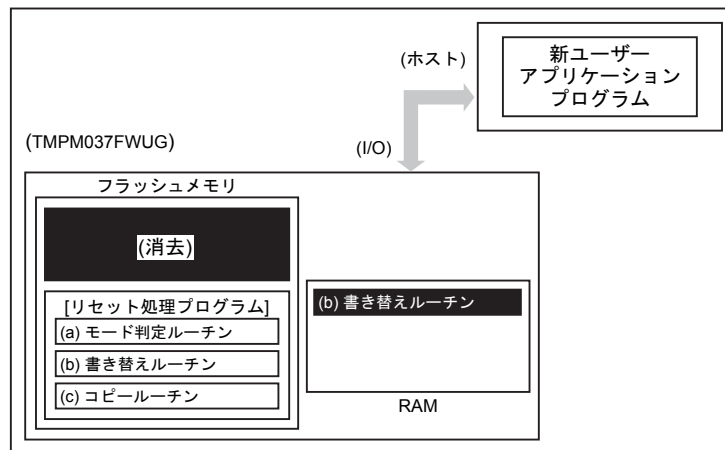 (ホスト)
新ユーザー
アプリケーション
プログラム
(TMPM037FWUG)
(I/O)
フラッシュメモリ
(消去)
[リセット処理プログラム]
(a) モード判定ルーチン
(b) 書き替えルーチン
(c) コピールーチン
(b) 書き替えルーチン
RAM